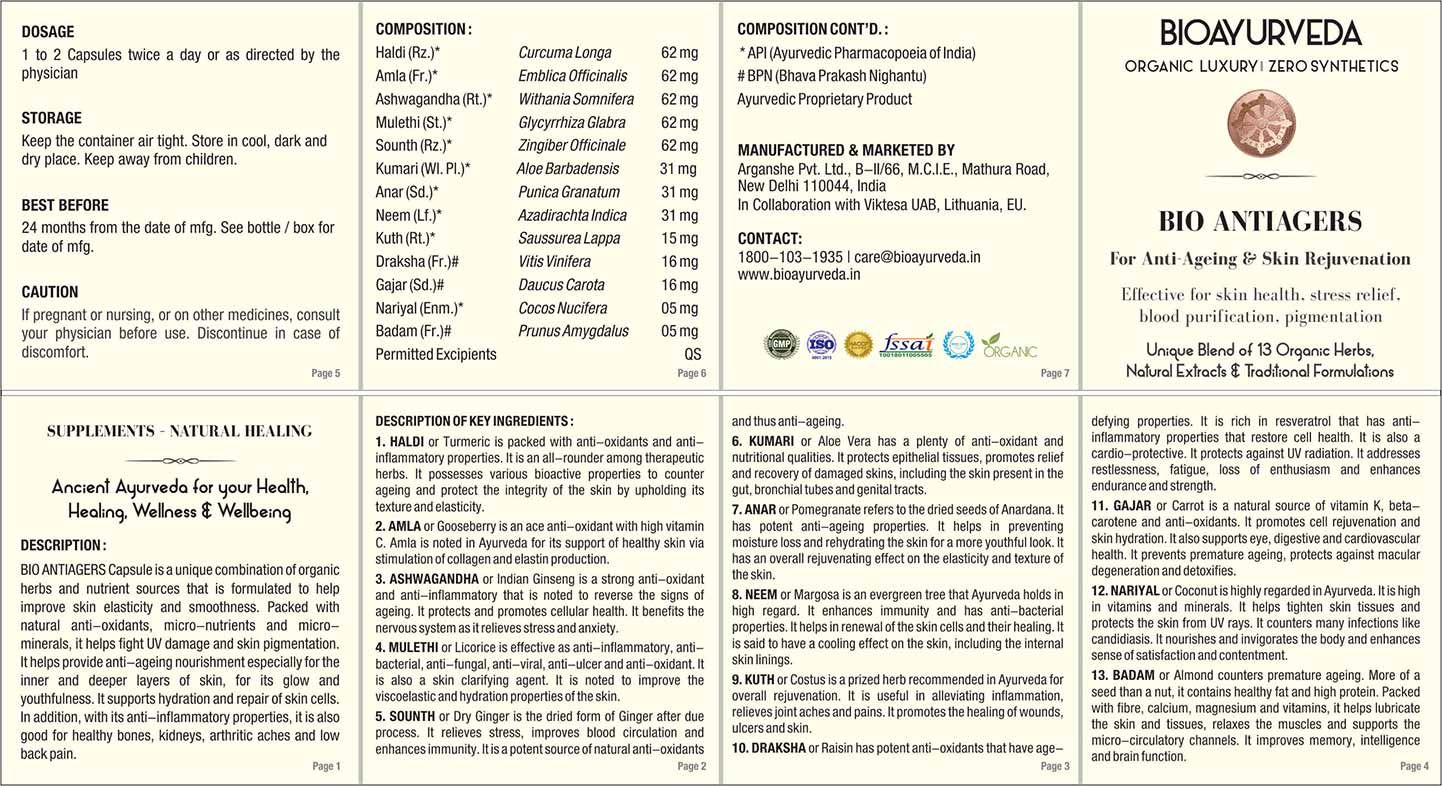 DOSAGE
1 to 2 Capsules twice a day or as directed by the
physician
STORAGE
Keep the container air tight. Store in cool, dark and
dry place. Keep away from children.
BEST BEFORE
24 months from the date of mfg. See bottle / box for
date of mfg.
CAUTION
If pregnant or nursing, or on other medicines, consult
your physician before use. Discontinue in case of
discomfort.
Page 5
COMPOSITION :
Haldi (Rz.)* Curcuma Longa 62 mg
Amla (Fr.)* Emblica Officinalis 62 mg
Ashwagandha (Rt.)* Withania Somnifera 62 mg
Mulethi (St.)* Glycyrrhiza Glabra 62 mg
Sounth (Rz.)* Zingiber Officinale 62 mg
Kumari (Wl. Pl.)* Aloe Barbadensis 31 mg
Anar (Sd.)* Punica Granatum 31 mg
Neem (Lf.)* Azadirachta Indica 31 mg
Kuth (Rt.)* Saussurea Lappa 15 mg
Draksha (Fr.)# Vitis Vinifera 16 mg
Gajar (Sd.)# Daucus Carota 16 mg
Nariyal (Enm.)* Cocos Nucifera 05 mg
Badam (Fr.)# Prunus Amygdalus 05 mg
Permitted Excipients QS
Page 6
COMPOSITION CONT'D. :
* API (Ayurvedic Pharmacopoeia of India)
# BPN (Bhava Prakash Nighantu)
Ayurvedic Proprietary Product
MANUFACTURED & MARKETED BY
Arganshe Pvt. Ltd., B–II/66, M.C.I.E., Mathura Road,
New Delhi 110044, India
In Collaboration with Viktesa UAB, Lithuania, EU.
CONTACT:
1800–103–1935 | care@bioayurveda.in
www.bioayurveda.in
GMP
ISO
9001:2015
HACCP
fssai
10018011005565
ORGANIC
Page 7
BIOAYURVEDA
ORGANIC LUXURY | ZERO SYNTHETICS
BIO ANTIAGERS
For Anti-Ageing & Skin Rejuvenation
Effective for skin health, stress relief,
blood purification, pigmentation
Unique Blend of 13 Organic Herbs,
Natural Extracts & Traditional Formulations
SUPPLEMENTS - NATURAL HEALING
Ancient Ayurveda for your Health,
Healing, Wellness & Wellbeing
DESCRIPTION :
BIO ANTIAGERS Capsule is a unique combination of organic
herbs and nutrient sources that is formulated to help
improve skin elasticity and smoothness. Packed with
natural anti–oxidants, micro–nutrients and micro–
minerals, it helps fight UV damage and skin pigmentation.
It helps provide anti–ageing nourishment especially for the
inner and deeper layers of skin, for its glow and
youthfulness. It supports hydration and repair of skin cells.
In addition, with its anti–inflammatory properties, it is also
good for healthy bones, kidneys, arthritic aches and low
back pain.
Page 1
DESCRIPTION OF KEY INGREDIENTS :
1. HALDI or Turmeric is packed with anti–oxidants and anti–
inflammatory properties. It is an all–rounder among therapeutic
herbs. It possesses various bioactive properties to counter
ageing and protect the integrity of the skin by upholding its
texture and elasticity.
2. AMLA or Gooseberry is an ace anti–oxidant with high vitamin
C. Amla is noted in Ayurveda for its support of healthy skin via
stimulation of collagen and elastin production.
3. ASHWAGANDHA or Indian Ginseng is a strong anti–oxidant
and anti–inflammatory that is noted to reverse the signs of
ageing. It protects and promotes cellular health. It benefits the
nervous system as it relieves stress and anxiety.
4. MULETHI or Licorice is effective as anti–inflammatory, anti–
bacterial, anti–fungal, anti–viral, anti–ulcer and anti–oxidant. It
is also a skin clarifying agent. It is noted to improve the
viscoelastic and hydration properties of the skin.
5. SOUNTH or Dry Ginger is the dried form of Ginger after due
process. It relieves stress, improves blood circulation and
enhances immunity. It is a potent source of natural anti–oxidants
Page 2
and thus anti–ageing.
6. KUMARI or Aloe Vera has a plenty of anti–oxidant and
nutritional qualities. It protects epithelial tissues, promotes relief
and recovery of damaged skins, including the skin present in the
gut, bronchial tubes and genital tracts.
7. ANAR or Pomegranate refers to the dried seeds of Anardana. It
has potent anti–ageing properties. It helps in preventing
moisture loss and rehydrating the skin for a more youthful look. It
has an overall rejuvenating effect on the elasticity and texture of
the skin.
8. NEEM or Margosa is an evergreen tree that Ayurveda holds in
high regard. It enhances immunity and has anti–bacterial
properties. It helps in renewal of the skin cells and their healing. It
is said to have a cooling effect on the skin, including the internal
skin linings.
9. KUTH or Costus is a prized herb recommended in Ayurveda for
overall rejuvenation. It is useful in alleviating inflammation,
relieves joint aches and pains. It promotes the healing of wounds,
ulcers and skin.
10. DRAKSHA or Raisin has potent anti–oxidants that have age–
Page 3
defying properties. It is rich in resveratrol that has anti–
inflammatory properties that restore cell health. It is also a
cardio–protective. It protects against UV radiation. It addresses
restlessness, fatigue, loss of enthusiasm and enhances
endurance and strength.
11. GAJAR or Carrot is a natural source of vitamin K, beta–
carotene and anti–oxidants. It promotes cell rejuvenation and
skin hydration. It also supports eye, digestive and cardiovascular
health. It prevents premature ageing, protects against macular
degeneration and detoxifies.
12. NARIYAL or Coconut is highly regarded in Ayurveda. It is high
in vitamins and minerals. It helps tighten skin tissues and
protects the skin from UV rays. It counters many infections like
candidiasis. It nourishes and invigorates the body and enhances
sense of satisfaction and contentment.
13. BADAM or Almond counters premature ageing. More of a
seed than a nut, it contains healthy fat and high protein. Packed
with fibre, calcium, magnesium and vitamins, it helps lubricate
the skin and tissues, relaxes the muscles and supports the
micro–circulatory channels. It improves memory, intelligence
and brain function.
Page 4